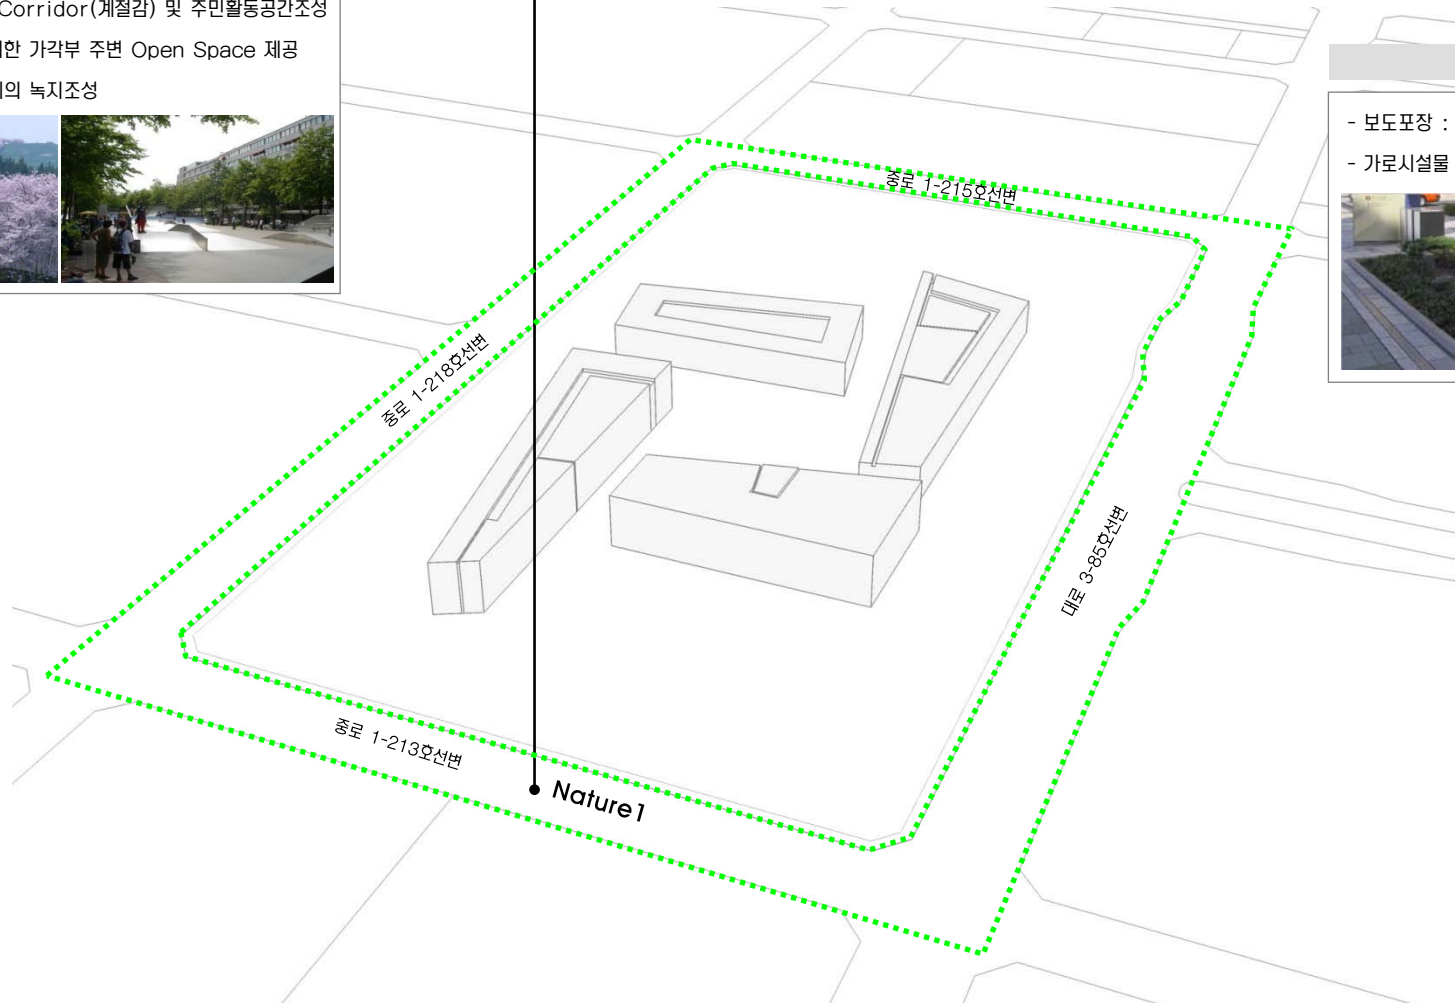 Corridor(계절감) 및 주민활동공간조성
한 가각부 주변 Open Space 제공
의 녹지조성
- 보도포장 :
- 가로시설물
중로 1-215호선변
중로 1-218호선변
대로 3-85호선변
중로 1-213호선변
Nature1